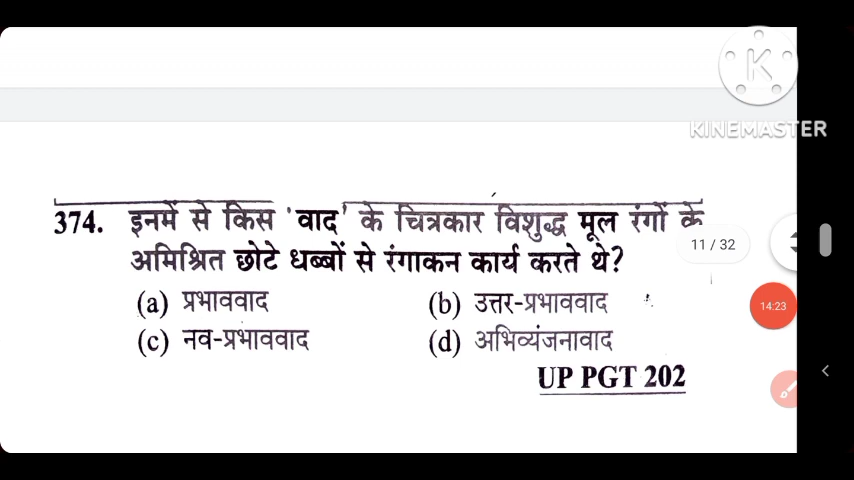 KINEMASTER
374. इनमें से किस 'वाद' के चित्रकार विशुद्ध मूल रंगों के
11 / 32
अमिश्रित छोटे धब्बों से रंगाकन कार्य करते थे?
(a) प्रभाववाद (b) उत्तर-प्रभाववाद
14:23
(c) नव-प्रभाववाद (d) अभिव्यंजनावाद
UP PGT 202